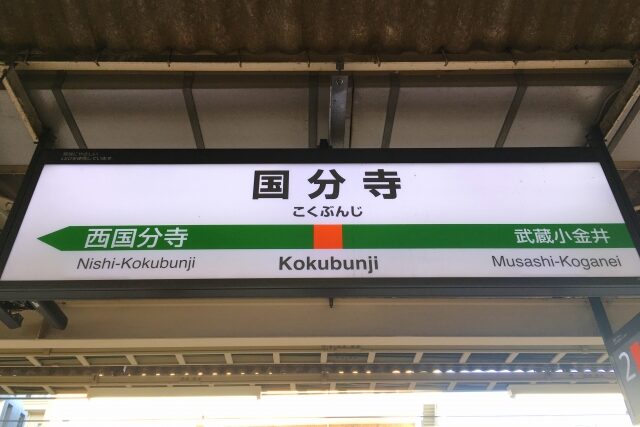 国分寺
こくぶんじ
西国分寺
武蔵小金井
Nishi-Kokubunji
Kokubunji
Musashi-Koganei
2